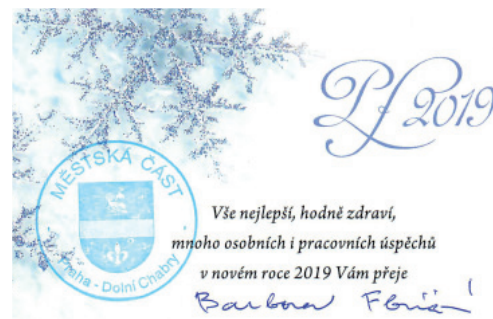 Pf 2019
MĚSTSKÁ ČÁST
Praha - Dolní Chabry
Vše nejlepší, hodně zdraví,
mnoho osobních i pracovních úspěchů
v novém roce 2019 Vám přeje
Barbora